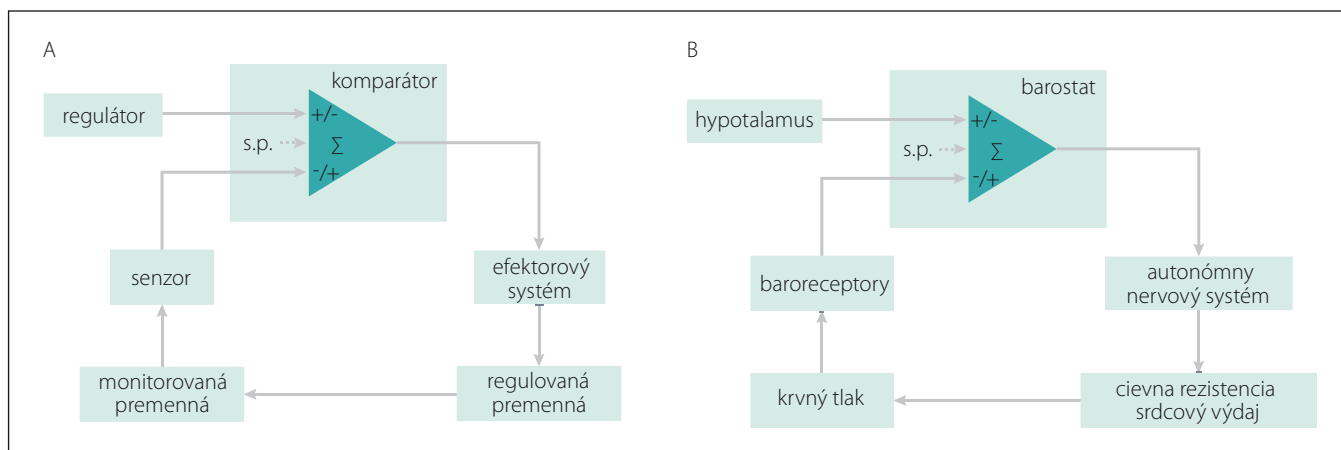 A
komparátor
regulátor
+/-
s.p.
Σ
-/+
senzor
efektorový
systém
monitorovaná
premenná
regulovaná
premenná
B
barostat
hypotalamus
+/-
s.p.
Σ
-/+
baroreceptory
autonómny
nervový systém
krvný tlak
cievna rezistencia
srdcový výdaj